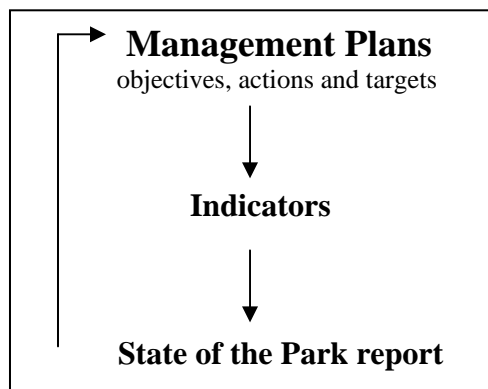 Management Plans
objectives, actions and targets
Indicators
State of the Park report